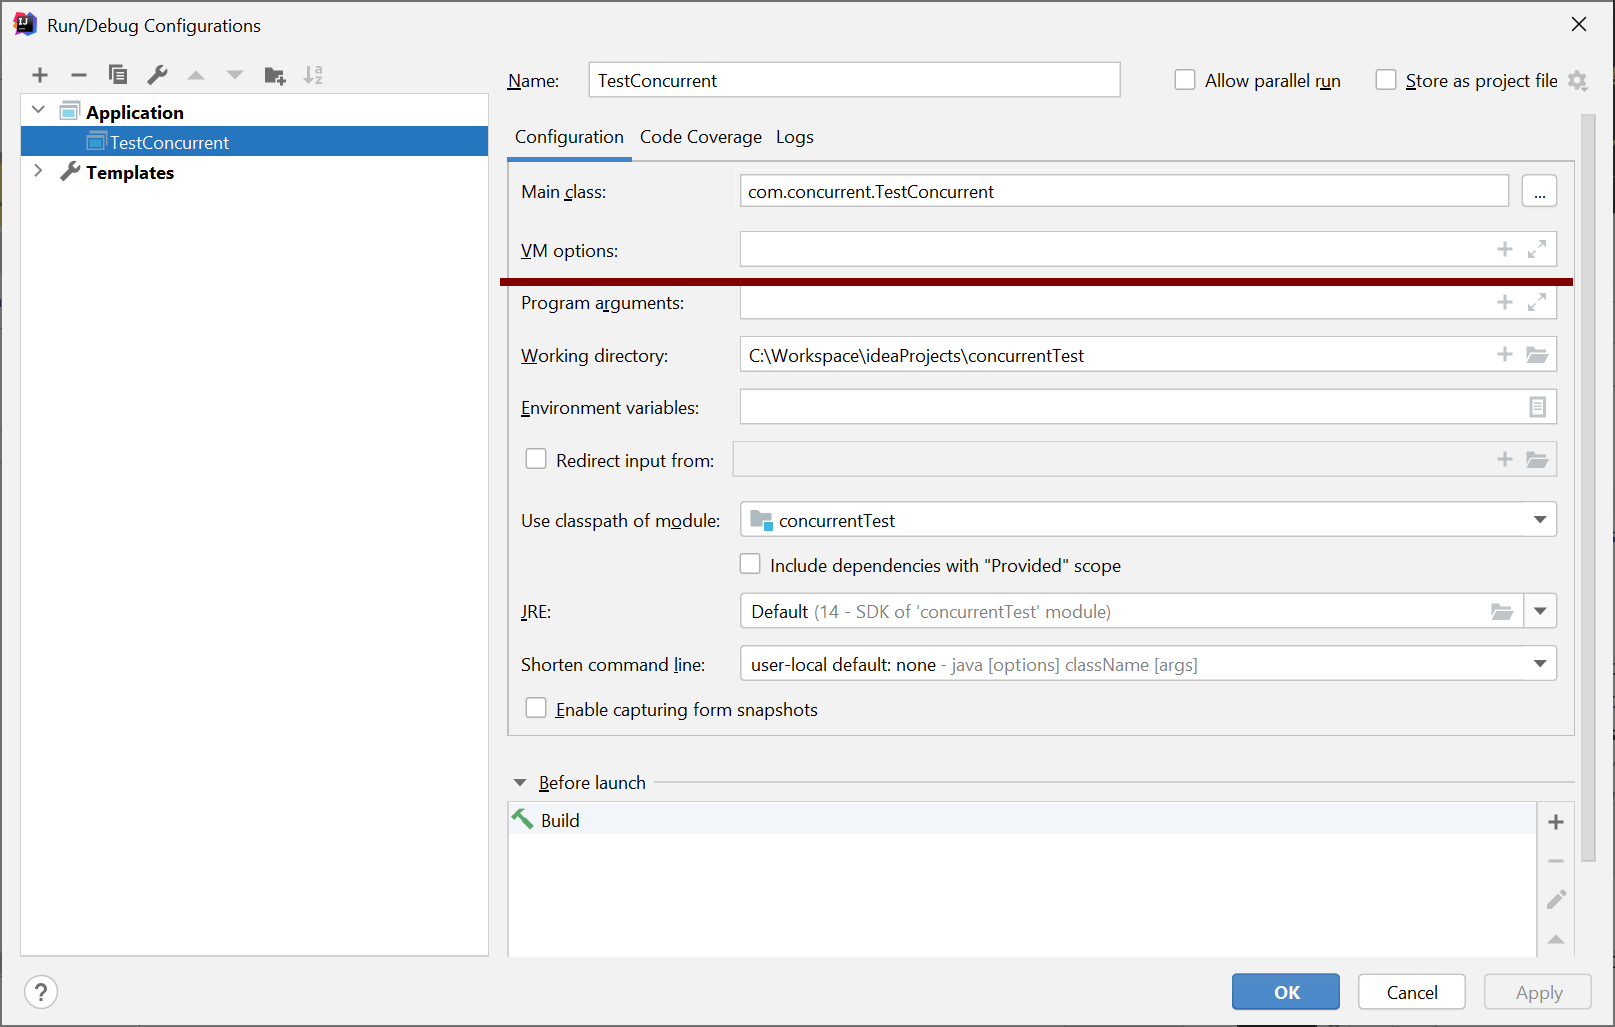 Run/Debug Configurations
Name: TestConcurrent Allow parallel run Store as project file
Application
TestConcurrent
Templates
Configuration Code Coverage Logs
Main class: com.concurrent.TestConcurrent ...
VM options:
Program arguments:
Working directory: C:\Workspace\ideaProjects\concurrentTest
Environment variables:
Redirect input from:
Use classpath of module: concurrentTest
Include dependencies with "Provided" scope
JRE: Default (14 - SDK of 'concurrentTest' module)
Shorten command line: user-local default: none - java [options] className [args]
Enable capturing form snapshots
Before launch
Build
? OK Cancel Apply